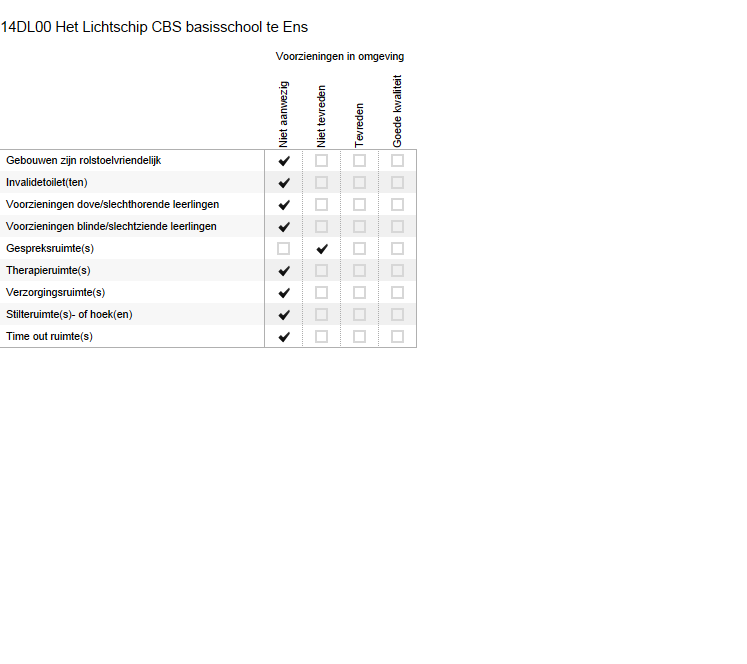 14DL00 Het Lichtschip CBS basisschool te Ens
Voorzieningen in omgeving
Niet aanwezig
Niet tevreden
Tevreden
Goede kwaliteit
Gebouwen zijn rolstoelvriendelijk
Invalidetoilet(ten)
Voorzieningen dove/slechthorende leerlingen
Voorzieningen blinde/slechtziende leerlingen
Gespreksruimte(s)
Therapieruimte(s)
Verzorgingsruimte(s)
Stilteruimte(s)- of hoek(en)
Time out ruimte(s)